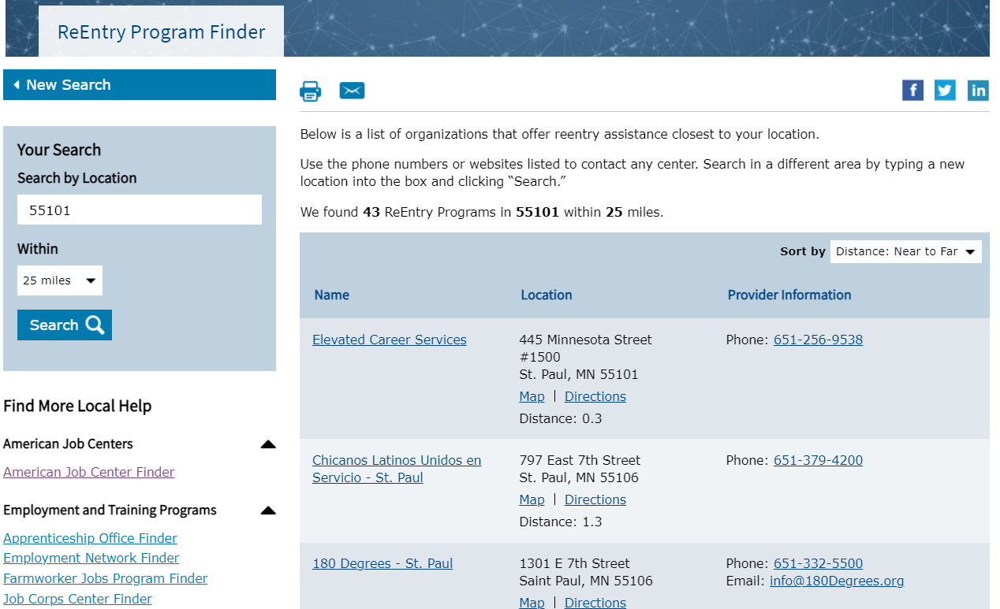 ReEntry Program Finder
New Search
Your Search
Search by Location
55101
Within
25 miles
Search
Find More Local Help
American Job Centers
American Job Center Finder
Employment and Training Programs
Apprenticeship Office Finder
Employment Network Finder
Farmworker Jobs Program Finder
Job Corps Center Finder
f
in
Below is a list of organizations that offer reentry assistance closest to your location.
Use the phone numbers or websites listed to contact any center. Search in a different area by typing a new
location into the box and clicking “Search.”
We found 43 ReEntry Programs in 55101 within 25 miles.
Sort by Distance: Near to Far
Name Location Provider Information
Elevated Career Services 445 Minnesota Street Phone: 651-256-9538
#1500
St. Paul, MN 55101
Map | Directions
Distance: 0.3
Chicanos Latinos Unidos en 797 East 7th Street Phone: 651-379-4200
Servicio - St. Paul St. Paul, MN 55106
Map | Directions
Distance: 1.3
180 Degrees - St. Paul 1301 E 7th Street Phone: 651-332-5500
Saint Paul, MN 55106 Email: info@180Degrees.org
Map | Directions